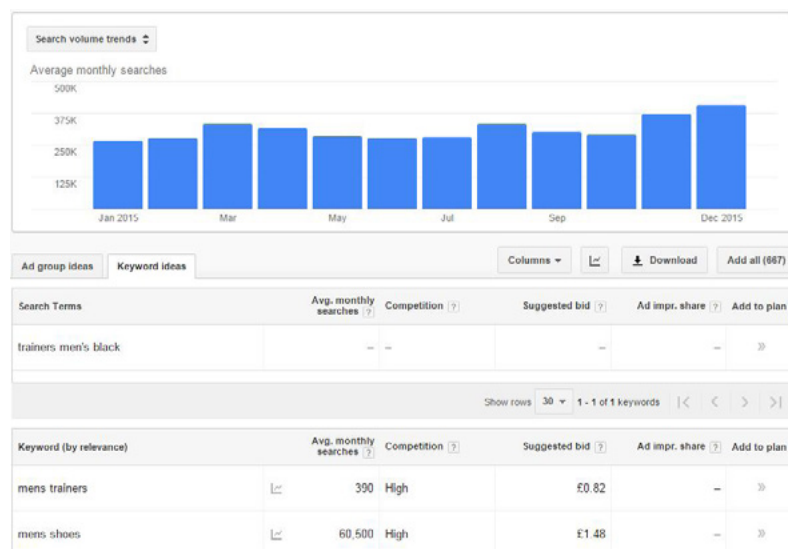 Search volume trends
Average monthly searches
500K
375K
250K
125K
Jan 2015 Mar May Jul Sep Dec 2015
Ad group ideas Keyword ideas Columns Download Add all (667)
Search Terms Avg. monthly searches ? Competition ? Suggested bid ? Ad impr. share ? Add to plan
trainers men's black – – – – »
Show rows 30 1 - 1 of 1 keywords |< < > >|
Keyword (by relevance) Avg. monthly searches ? Competition ? Suggested bid ? Ad impr. share ? Add to plan
mens trainers 390 High £0.82 – »
mens shoes 60,500 High £1.48 – »